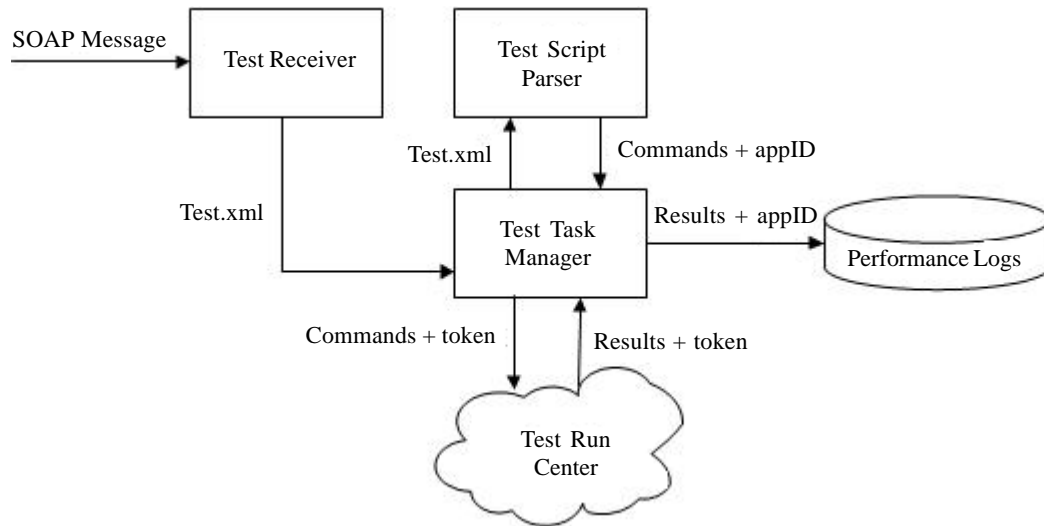 SOAP Message
Test Receiver
Test Script
Parser
Test.xml
Commands + appID
Test.xml
Results + appID
Test Task
Manager
Performance Logs
Commands + token
Results + token
Test Run
Center